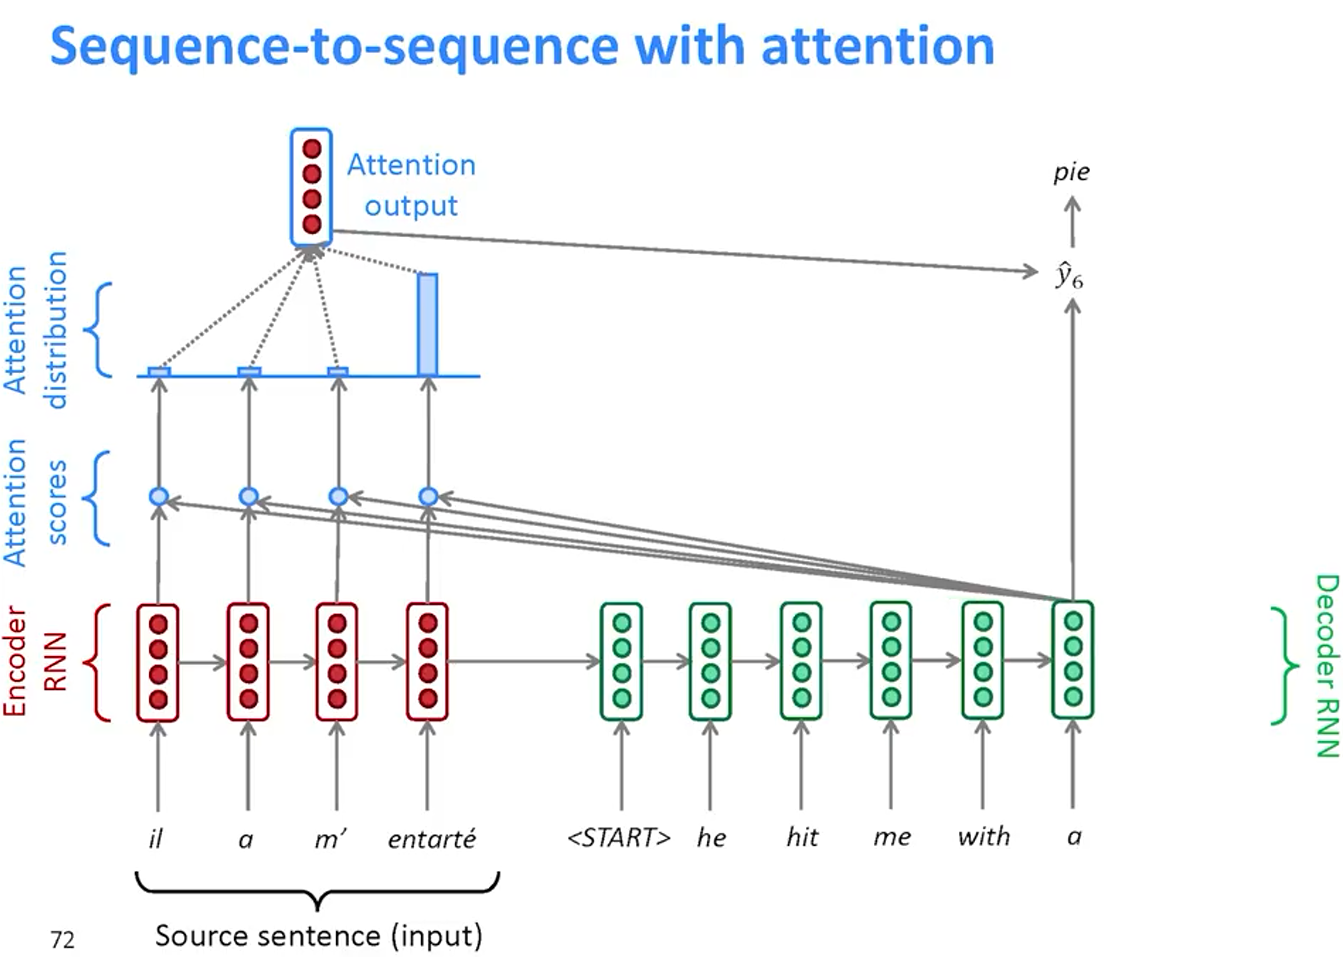 Sequence-to-sequence with attention
Attention
output
pie
ŷ₆
Attention
distribution
Attention
scores
Encoder
RNN
Decoder RNN
il a m’ entarté <START> he hit me with a
Source sentence (input)
72